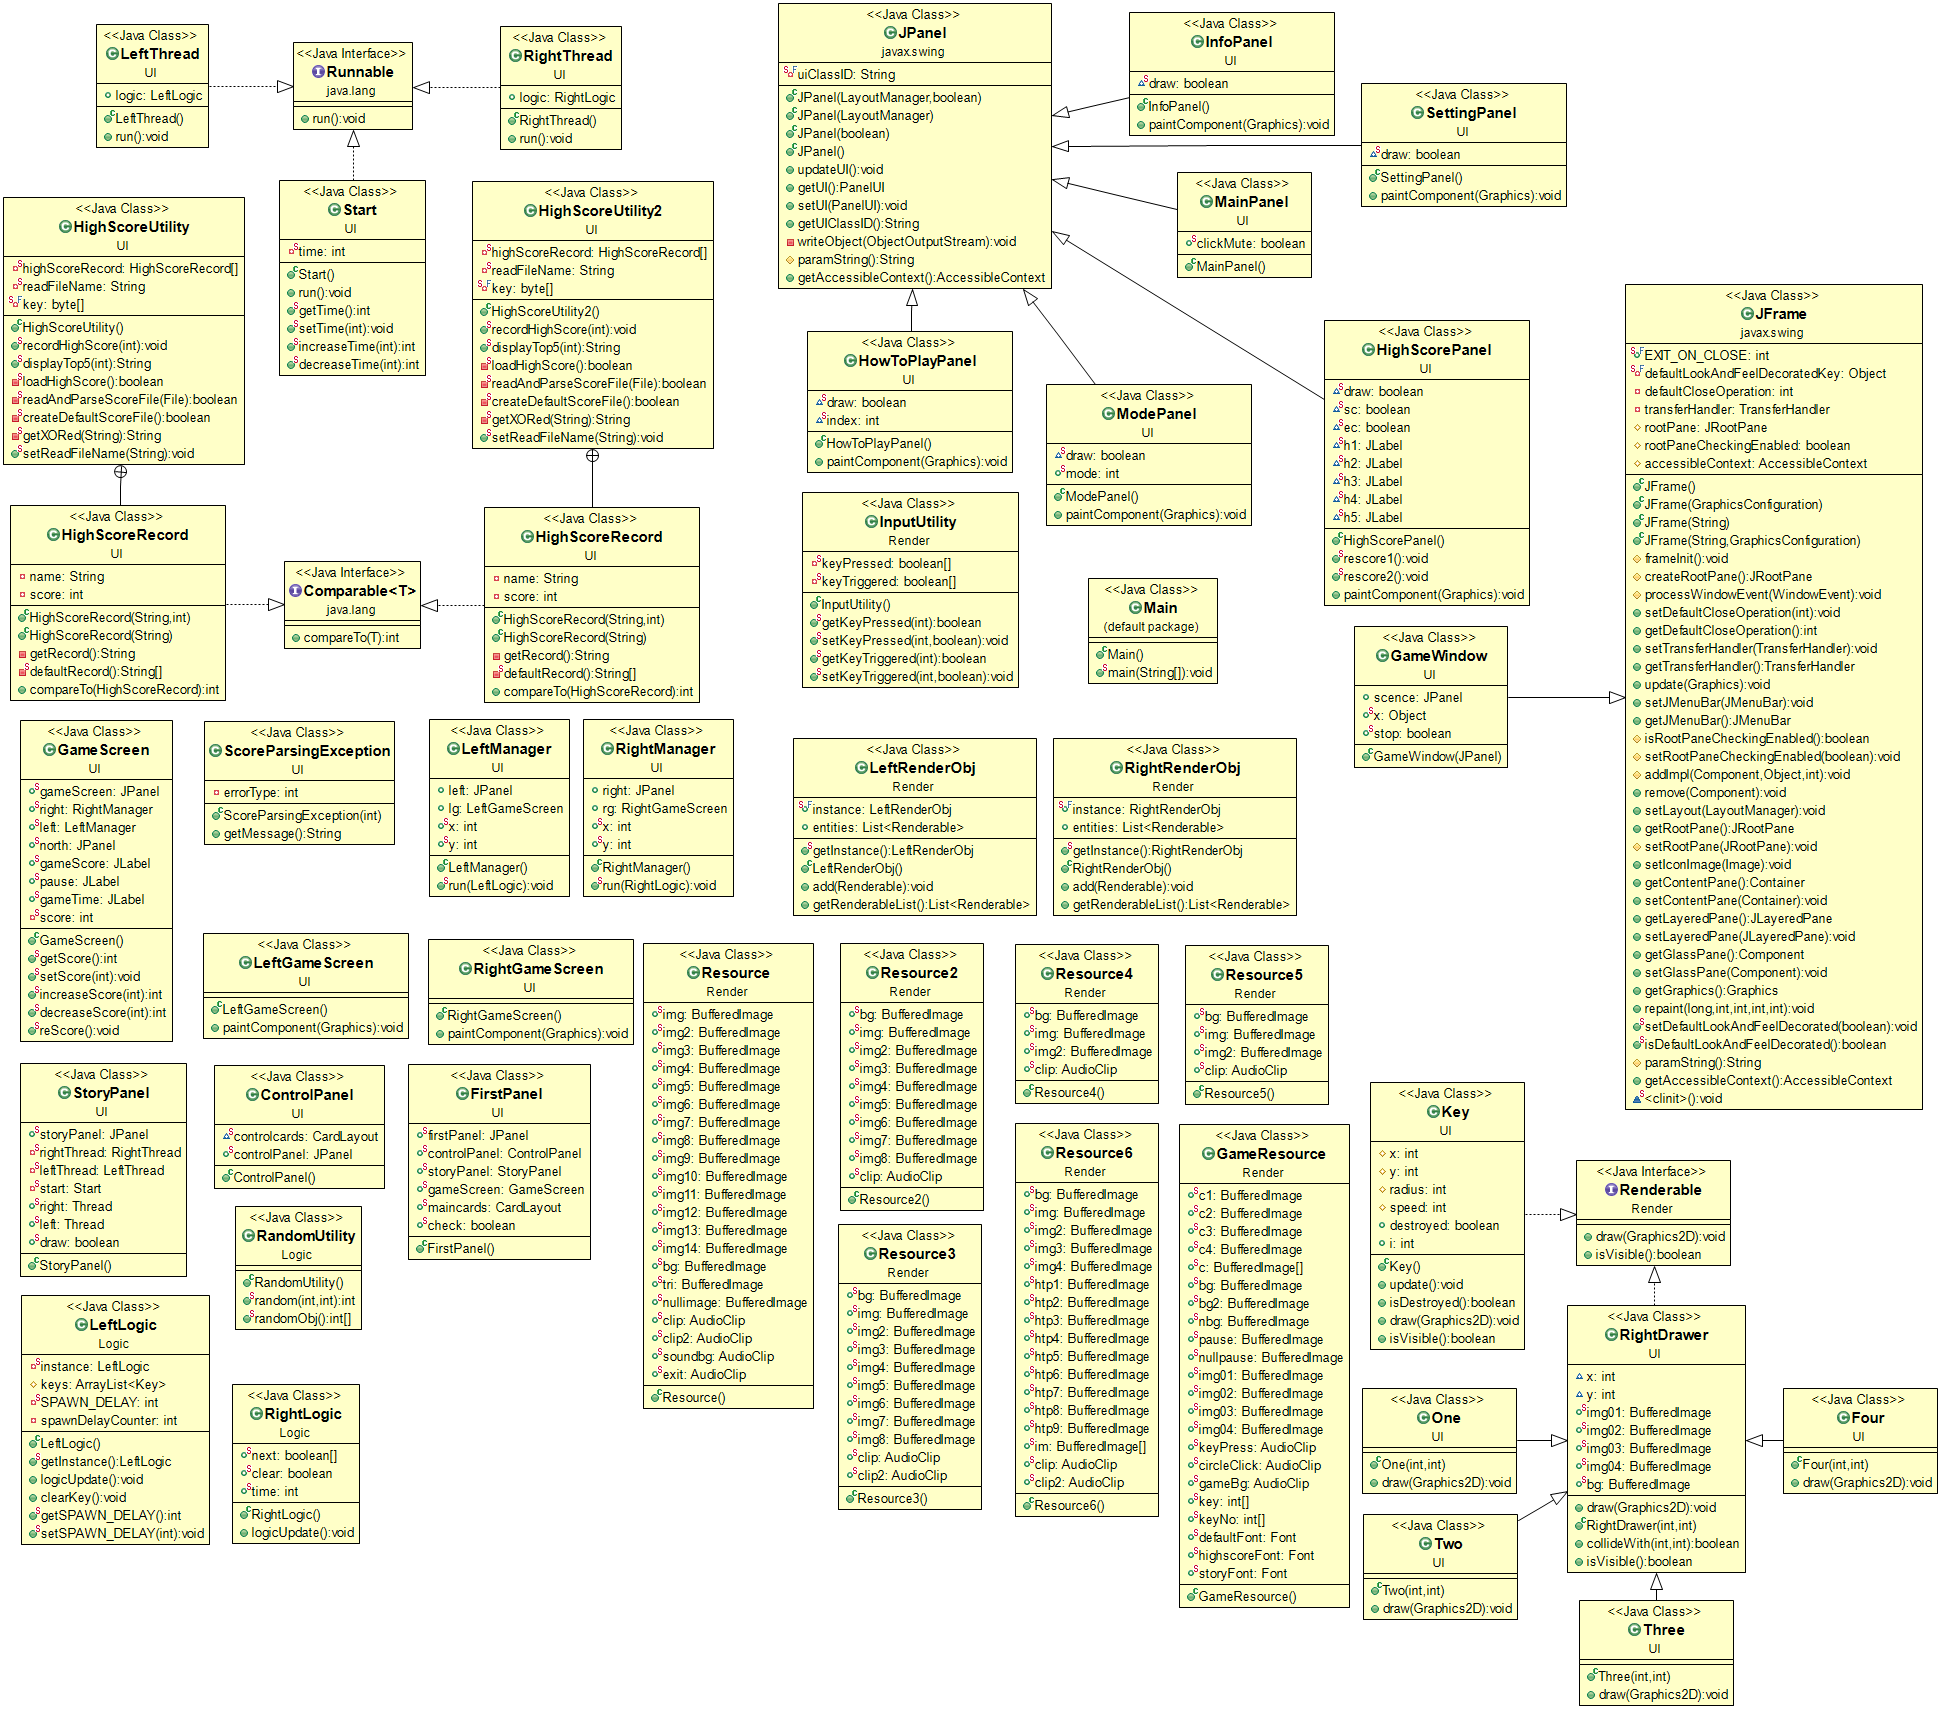 <<Java Class>>
LeftThread
UI
logic: LeftLogic
LeftThread()
run():void
<<Java Interface>>
Runnable
java.lang
run():void
<<Java Class>>
RightThread
UI
logic: RightLogic
RightThread()
run():void
<<Java Class>>
JPanel
javax.swing
uiClassID: String
JPanel(LayoutManager,boolean)
JPanel(LayoutManager)
JPanel(boolean)
JPanel()
updateUI():void
getUI():PanelUI
setUI(PanelUI):void
getUIClassID():String
writeObject(ObjectOutputStream):void
paramString():String
getAccessibleContext():AccessibleContext
<<Java Class>>
InfoPanel
UI
draw: boolean
InfoPanel()
paintComponent(Graphics):void
<<Java Class>>
SettingPanel
UI
draw: boolean
SettingPanel()
paintComponent(Graphics):void
<<Java Class>>
MainPanel
UI
clickMute: boolean
MainPanel()
<<Java Class>>
HighScoreUtility
UI
highScoreRecord: HighScoreRecord[]
readFileName: String
key: byte[]
HighScoreUtility()
recordHighScore(int):void
displayTop5(int):String
loadHighScore():boolean
readAndParseScoreFile(File):boolean
createDefaultScoreFile():boolean
getXORed(String):String
setReadFileName(String):void
<<Java Class>>
Start
UI
time: int
Start()
run():void
getTime():int
setTime(int):void
increaseTime(int):int
decreaseTime(int):int
<<Java Class>>
HighScoreUtility2
UI
highScoreRecord: HighScoreRecord[]
readFileName: String
key: byte[]
HighScoreUtility2()
recordHighScore(int):void
displayTop5(int):String
loadHighScore():boolean
readAndParseScoreFile(File):boolean
createDefaultScoreFile():boolean
getXORed(String):String
setReadFileName(String):void
<<Java Class>>
HowToPlayPanel
UI
draw: boolean
index: int
HowToPlayPanel()
paintComponent(Graphics):void
<<Java Class>>
ModePanel
UI
draw: boolean
mode: int
ModePanel()
paintComponent(Graphics):void
<<Java Class>>
HighScorePanel
UI
draw: boolean
sc: boolean
ec: boolean
h1: JLabel
h2: JLabel
h3: JLabel
h4: JLabel
h5: JLabel
HighScorePanel()
rescore1():void
rescore2():void
paintComponent(Graphics):void
<<Java Class>>
JFrame
javax.swing
EXIT_ON_CLOSE: int
defaultLookAndFeelDecoratedKey: Object
defaultCloseOperation: int
transferHandler: TransferHandler
rootPane: JRootPane
rootPaneCheckingEnabled: boolean
accessibleContext: AccessibleContext
JFrame()
JFrame(GraphicsConfiguration)
JFrame(String)
JFrame(String,GraphicsConfiguration)
frameInit():void
createRootPane():JRootPane
processWindowEvent(WindowEvent):void
setDefaultCloseOperation(int):void
getDefaultCloseOperation():int
setTransferHandler(TransferHandler):void
getTransferHandler():TransferHandler
update(Graphics):void
setJMenuBar(JMenuBar):void
getJMenuBar():JMenuBar
isRootPaneCheckingEnabled():boolean
setRootPaneCheckingEnabled(boolean):void
addImpl(Component,Object,int):void
remove(Component):void
setLayout(LayoutManager):void
getRootPane():JRootPane
setRootPane(JRootPane):void
setIconImage(Image):void
getContentPane():Container
setContentPane(Container):void
getLayeredPane():JLayeredPane
setLayeredPane(JLayeredPane):void
getGlassPane():Component
setGlassPane(Component):void
getGraphics():Graphics
repaint(long,int,int,int,int):void
setDefaultLookAndFeelDecorated(boolean):void
isDefaultLookAndFeelDecorated():boolean
paramString():String
getAccessibleContext():AccessibleContext
<clinit>():void
<<Java Class>>
HighScoreRecord
UI
name: String
score: int
HighScoreRecord(String,int)
HighScoreRecord(String)
getRecord():String
defaultRecord():String[]
compareTo(HighScoreRecord):int
<<Java Interface>>
Comparable<T>
java.lang
compareTo(T):int
<<Java Class>>
HighScoreRecord
UI
name: String
score: int
HighScoreRecord(String,int)
HighScoreRecord(String)
getRecord():String
defaultRecord():String[]
compareTo(HighScoreRecord):int
<<Java Class>>
InputUtility
Render
keyPressed: boolean[]
keyTriggered: boolean[]
InputUtility()
getKeyPressed(int):boolean
setKeyPressed(int,boolean):void
getKeyTriggered(int):boolean
setKeyTriggered(int,boolean):void
<<Java Class>>
Main
(default package)
Main()
main(String[]):void
<<Java Class>>
GameWindow
UI
scence: JPanel
x: Object
stop: boolean
GameWindow(JPanel)
<<Java Class>>
GameScreen
UI
gameScreen: JPanel
right: RightManager
left: LeftManager
north: JPanel
gameScore: JLabel
pause: JLabel
gameTime: JLabel
score: int
GameScreen()
getScore():int
setScore(int):void
increaseScore(int):int
decreaseScore(int):int
reScore():void
<<Java Class>>
ScoreParsingException
UI
errorType: int
ScoreParsingException(int)
getMessage():String
<<Java Class>>
LeftManager
UI
left: JPanel
lg: LeftGameScreen
x: int
y: int
LeftManager()
run(LeftLogic):void
<<Java Class>>
RightManager
UI
right: JPanel
rg: RightGameScreen
x: int
y: int
RightManager()
run(RightLogic):void
<<Java Class>>
LeftRenderObj
Render
instance: LeftRenderObj
entities: List<Renderable>
getInstance():LeftRenderObj
LeftRenderObj()
add(Renderable):void
getRenderableList():List<Renderable>
<<Java Class>>
RightRenderObj
Render
instance: RightRenderObj
entities: List<Renderable>
getInstance():RightRenderObj
RightRenderObj()
add(Renderable):void
getRenderableList():List<Renderable>
<<Java Class>>
LeftGameScreen
UI
LeftGameScreen()
paintComponent(Graphics):void
<<Java Class>>
RightGameScreen
UI
RightGameScreen()
paintComponent(Graphics):void
<<Java Class>>
Resource
Render
img: BufferedImage
img2: BufferedImage
img3: BufferedImage
img4: BufferedImage
img5: BufferedImage
img6: BufferedImage
img7: BufferedImage
img8: BufferedImage
img9: BufferedImage
img10: BufferedImage
img11: BufferedImage
img12: BufferedImage
img13: BufferedImage
img14: BufferedImage
bg: BufferedImage
tri: BufferedImage
nullimage: BufferedImage
clip: AudioClip
clip2: AudioClip
soundbg: AudioClip
exit: AudioClip
Resource()
<<Java Class>>
Resource2
Render
bg: BufferedImage
img: BufferedImage
img2: BufferedImage
img3: BufferedImage
img4: BufferedImage
img5: BufferedImage
img6: BufferedImage
img7: BufferedImage
img8: BufferedImage
clip: AudioClip
Resource2()
<<Java Class>>
Resource4
Render
bg: BufferedImage
img: BufferedImage
img2: BufferedImage
clip: AudioClip
Resource4()
<<Java Class>>
Resource5
Render
bg: BufferedImage
img: BufferedImage
img2: BufferedImage
clip: AudioClip
Resource5()
<<Java Class>>
StoryPanel
UI
storyPanel: JPanel
rightThread: RightThread
leftThread: LeftThread
start: Start
right: Thread
left: Thread
draw: boolean
StoryPanel()
<<Java Class>>
ControlPanel
UI
controlcards: CardLayout
controlPanel: JPanel
ControlPanel()
<<Java Class>>
FirstPanel
UI
firstPanel: JPanel
controlPanel: ControlPanel
storyPanel: StoryPanel
gameScreen: GameScreen
maincards: CardLayout
check: boolean
FirstPanel()
<<Java Class>>
RandomUtility
Logic
RandomUtility()
random(int,int):int
randomObj():int[]
<<Java Class>>
Resource3
Render
bg: BufferedImage
img: BufferedImage
img2: BufferedImage
img3: BufferedImage
img4: BufferedImage
img5: BufferedImage
img6: BufferedImage
img7: BufferedImage
img8: BufferedImage
clip: AudioClip
clip2: AudioClip
Resource3()
<<Java Class>>
Resource6
Render
bg: BufferedImage
img: BufferedImage
img2: BufferedImage
img3: BufferedImage
img4: BufferedImage
htp1: BufferedImage
htp2: BufferedImage
htp3: BufferedImage
htp4: BufferedImage
htp5: BufferedImage
htp6: BufferedImage
htp7: BufferedImage
htp8: BufferedImage
htp9: BufferedImage
im: BufferedImage[]
clip: AudioClip
clip2: AudioClip
Resource6()
<<Java Class>>
GameResource
Render
c1: BufferedImage
c2: BufferedImage
c3: BufferedImage
c4: BufferedImage
c: BufferedImage[]
bg: BufferedImage
bg2: BufferedImage
nbg: BufferedImage
pause: BufferedImage
nullpause: BufferedImage
img01: BufferedImage
img02: BufferedImage
img03: BufferedImage
img04: BufferedImage
keyPress: AudioClip
circleClick: AudioClip
gameBg: AudioClip
key: int[]
keyNo: int[]
defaultFont: Font
highscoreFont: Font
storyFont: Font
GameResource()
<<Java Class>>
Key
UI
x: int
y: int
radius: int
speed: int
destroyed: boolean
i: int
Key()
update():void
isDestroyed():boolean
draw(Graphics2D):void
isVisible():boolean
<<Java Interface>>
Renderable
Render
draw(Graphics2D):void
isVisible():boolean
<<Java Class>>
LeftLogic
Logic
instance: LeftLogic
keys: ArrayList<Key>
SPAWN_DELAY: int
spawnDelayCounter: int
LeftLogic()
getInstance():LeftLogic
logicUpdate():void
clearKey():void
getSPAWN_DELAY():int
setSPAWN_DELAY(int):void
<<Java Class>>
RightLogic
Logic
next: boolean[]
clear: boolean
time: int
RightLogic()
logicUpdate():void
<<Java Class>>
RightDrawer
UI
x: int
y: int
img01: BufferedImage
img02: BufferedImage
img03: BufferedImage
img04: BufferedImage
bg: BufferedImage
draw(Graphics2D):void
RightDrawer(int,int)
collideWith(int,int):boolean
isVisible():boolean
<<Java Class>>
One
UI
One(int,int)
draw(Graphics2D):void
<<Java Class>>
Four
UI
Four(int,int)
draw(Graphics2D):void
<<Java Class>>
Two
UI
Two(int,int)
draw(Graphics2D):void
<<Java Class>>
Three
UI
Three(int,int)
draw(Graphics2D):void